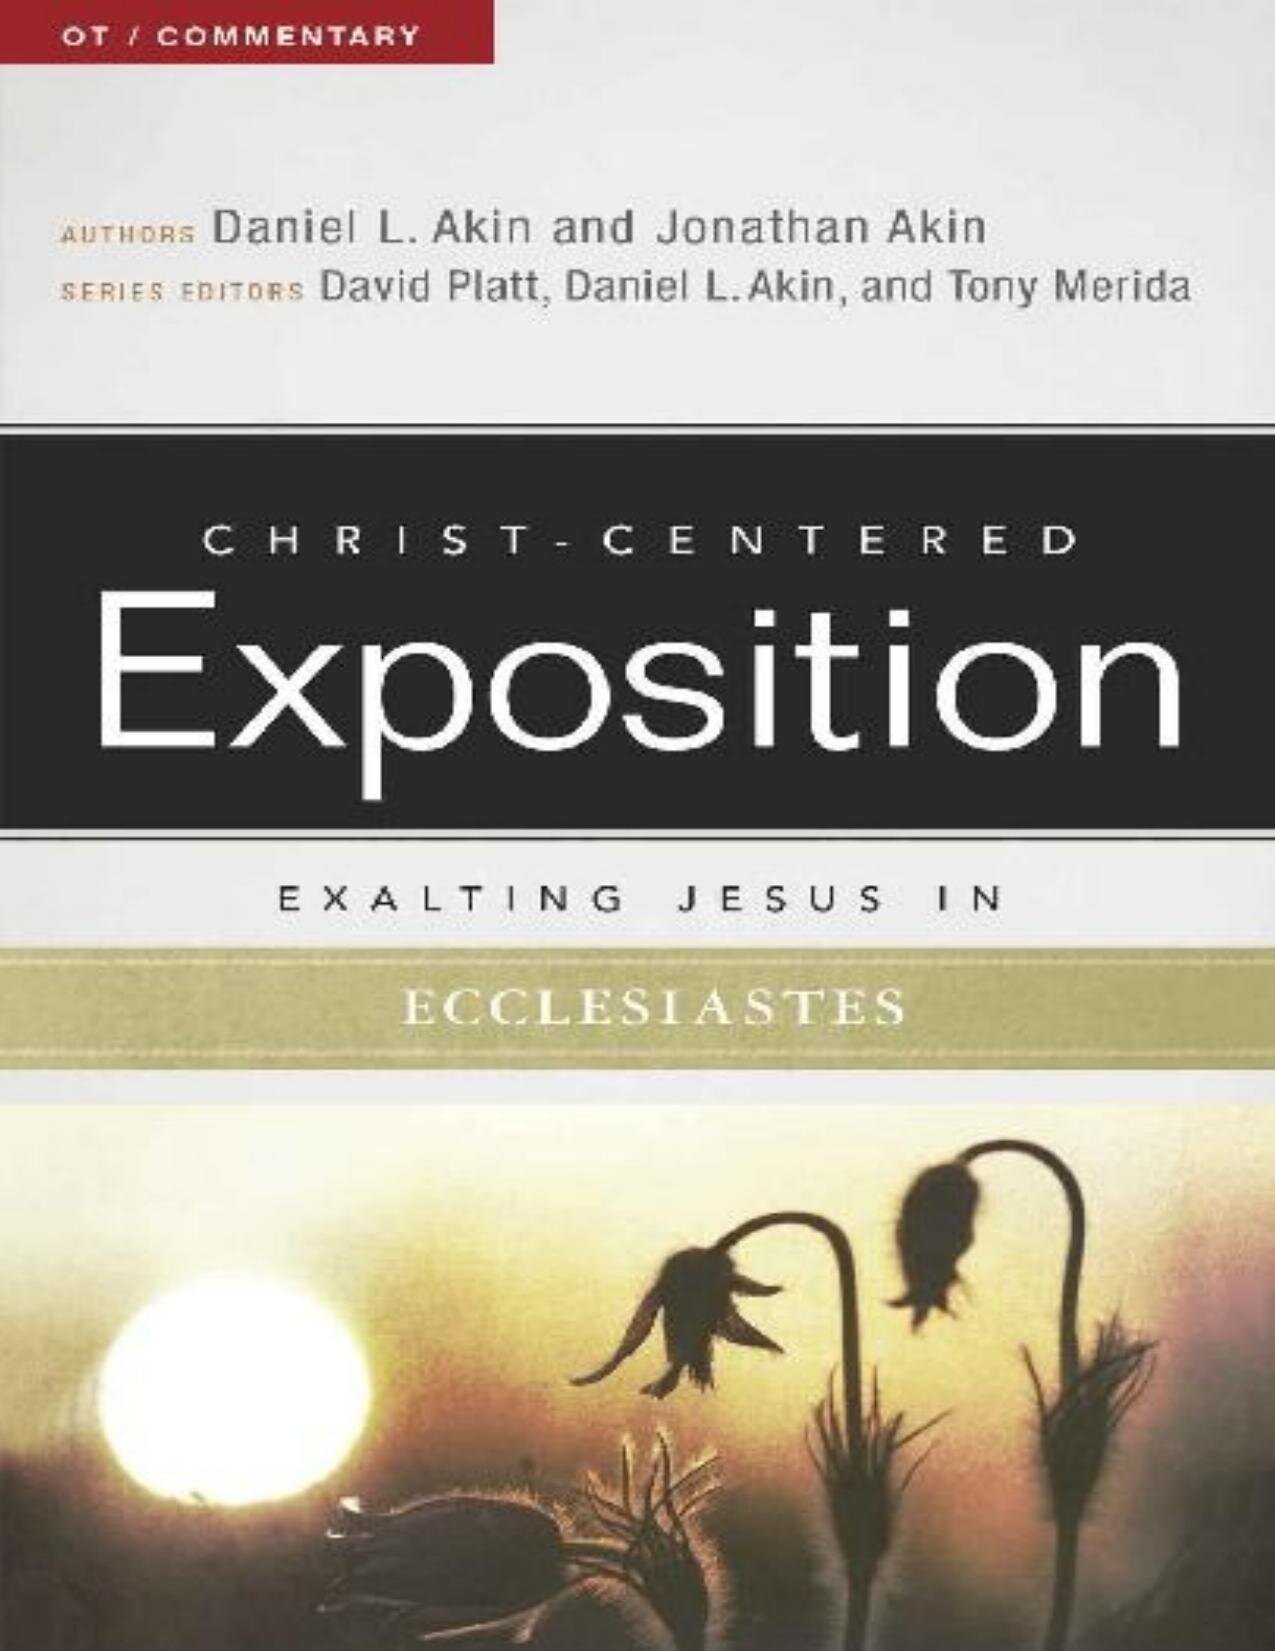 OT / COMMENTARY
AUTHORS Daniel L. Akin and Jonathan Akin
SERIES EDITORS David Platt, Daniel L. Akin, and Tony Merida
CHRIST-CENTERED
Exposition
EXALTING JESUS IN
ECCLESIASTES